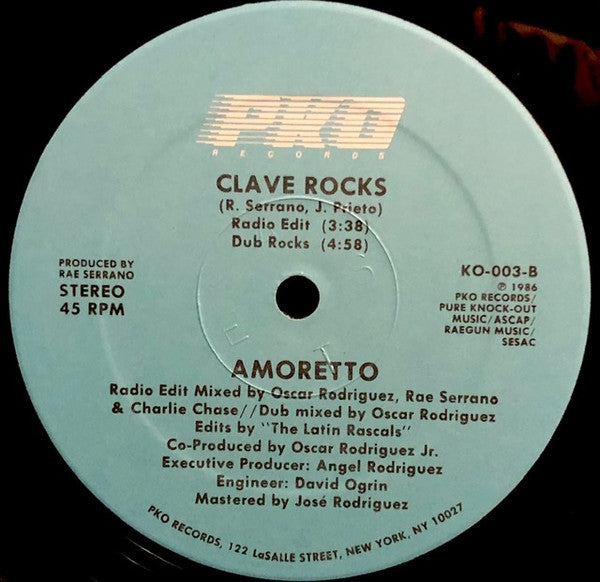 PKO
RECORDS
CLAVE ROCKS
(R. Serrano, J. Prieto)
Radio Edit (3:38)
Dub Rocks (4:58)
PRODUCED BY
RAE SERRANO
STEREO
45 RPM
KO-003-B
℗ 1986
PKO RECORDS/
PURE KNOCK-OUT
MUSIC/ASCAP/
RAEGUN MUSIC/
SESAC
AMORETTO
Radio Edit Mixed by Oscar Rodriguez, Rae Serrano
& Charlie Chase//Dub mixed by Oscar Rodriguez
Edits by "The Latin Rascals"
Co-Produced by Oscar Rodriguez Jr.
Executive Producer: Angel Rodriguez
Engineer: David Ogrin
Mastered by José Rodriguez
PKO RECORDS, 122 LaSALLE STREET, NEW YORK, NY 10027